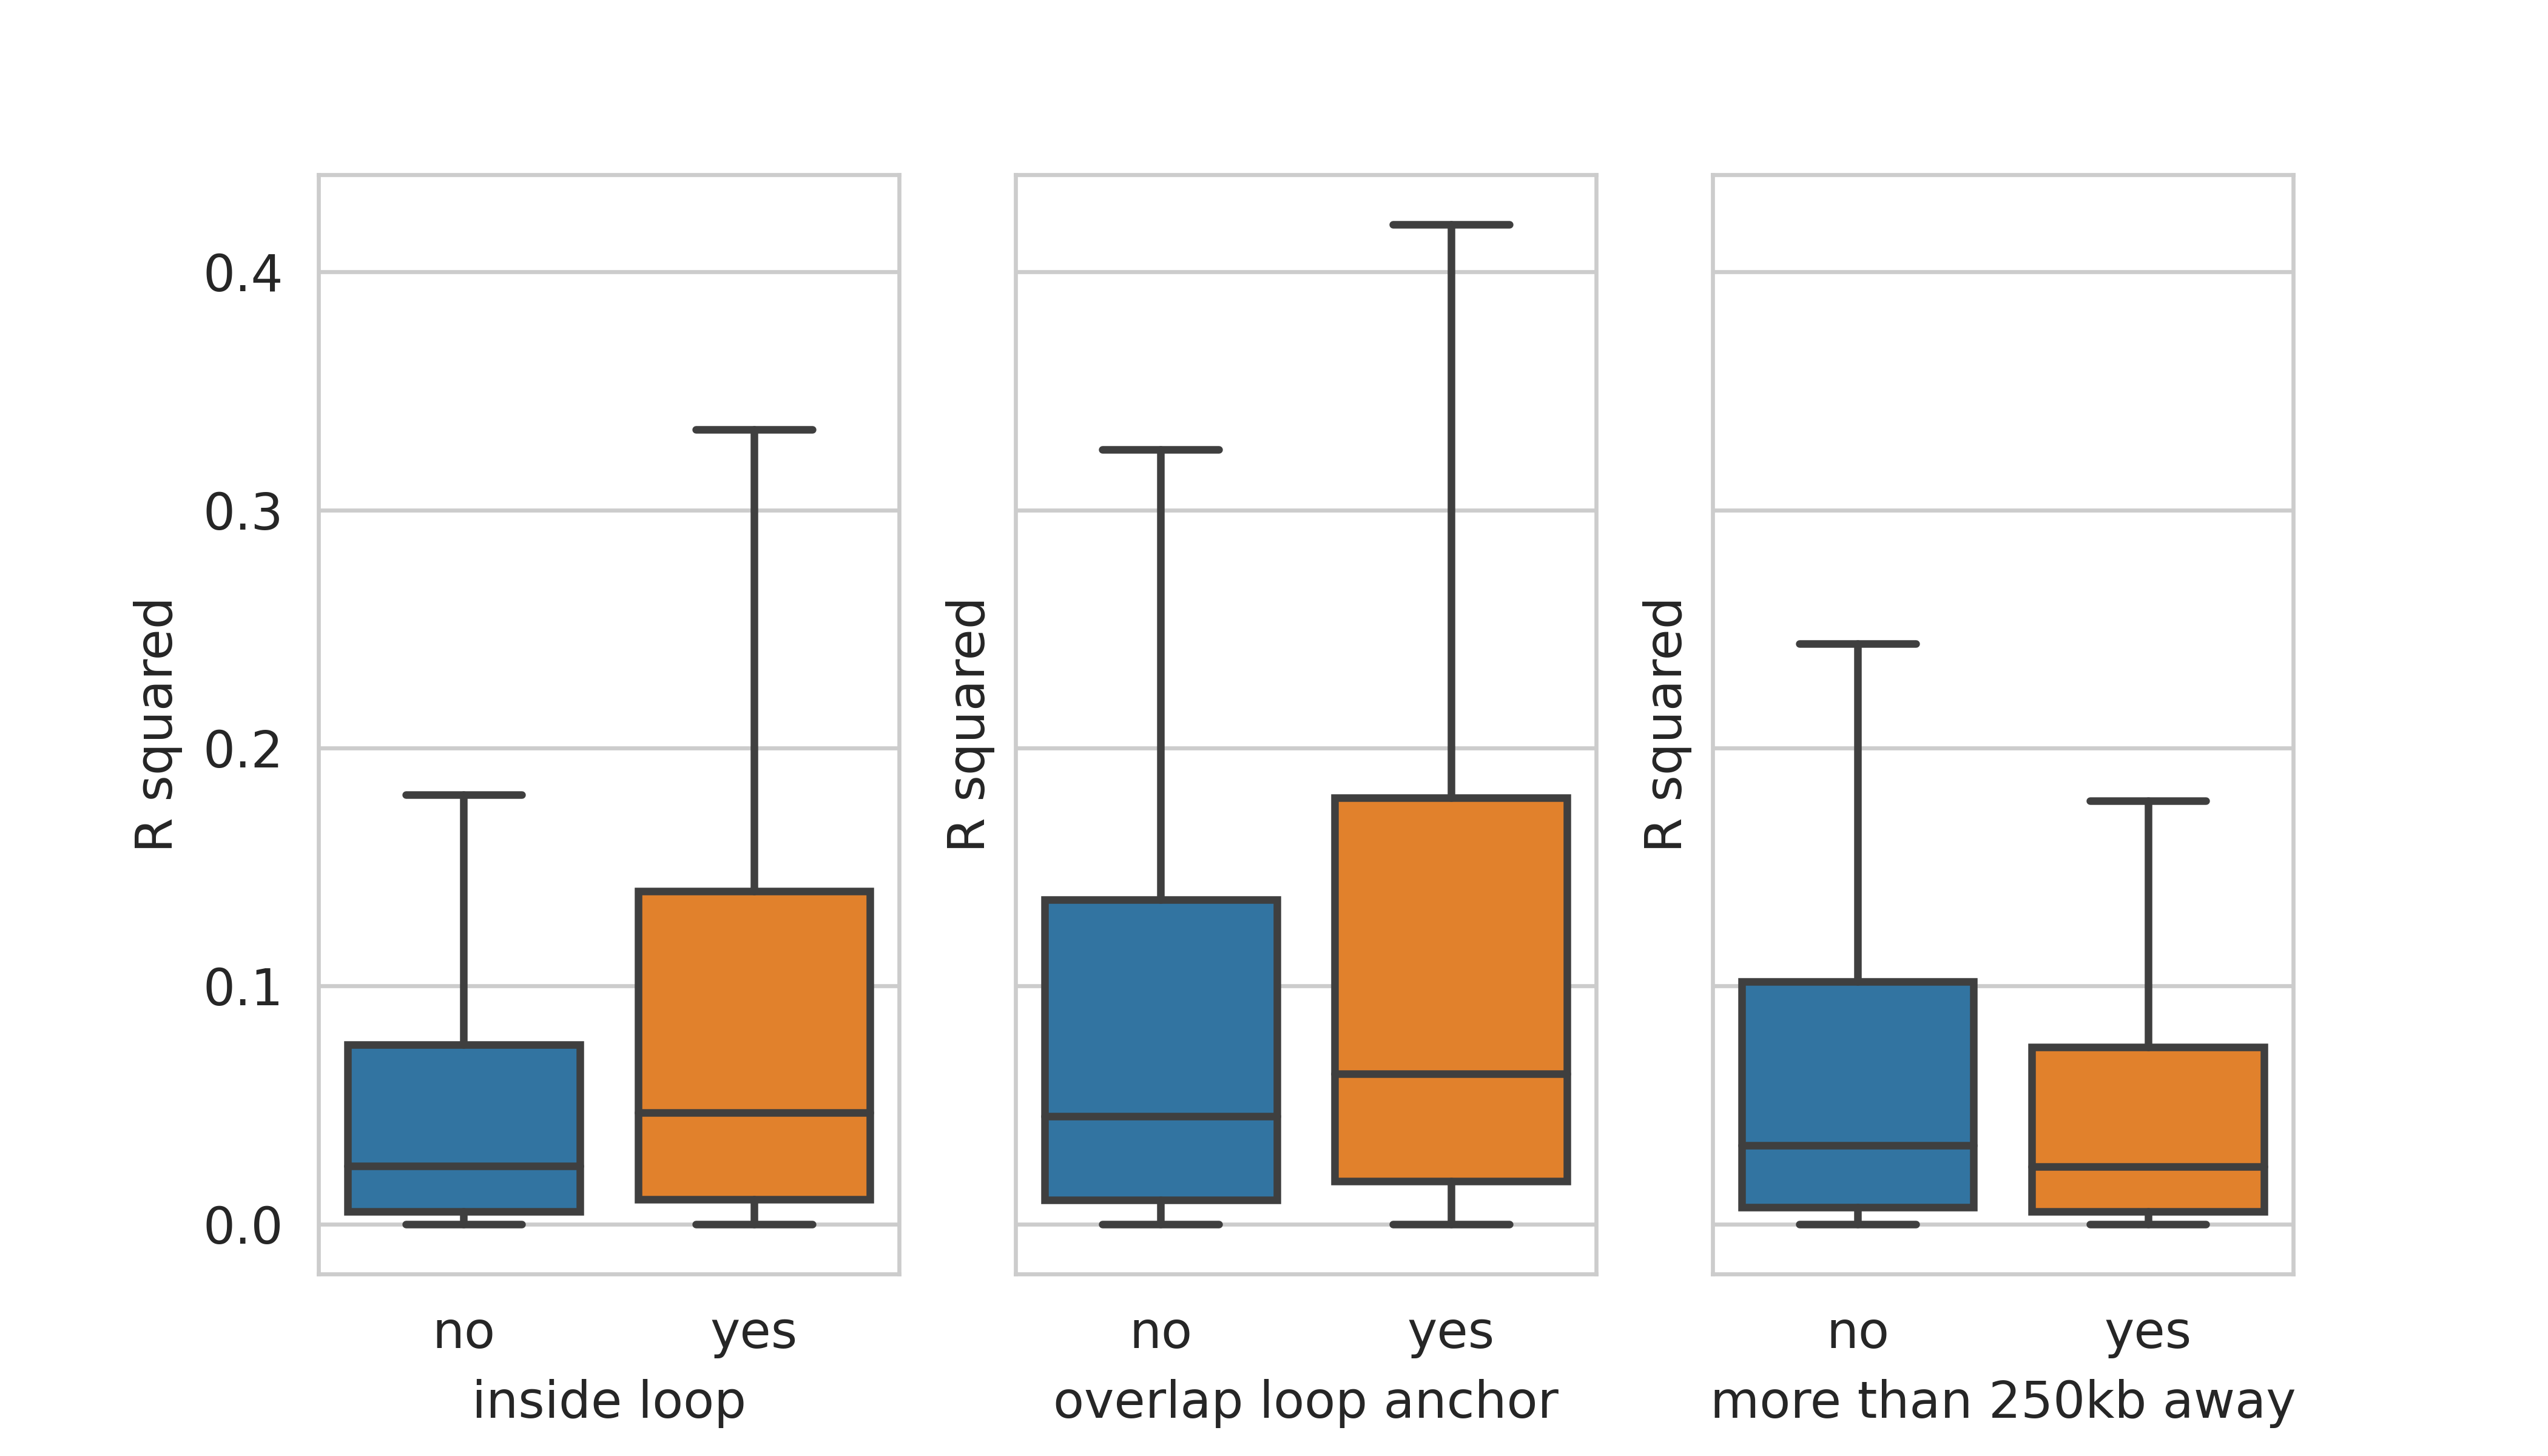 R squared
0.4
0.3
0.2
0.1
0.0
no yes
inside loop
R squared
no yes
overlap loop anchor
R squared
no yes
more than 250kb away